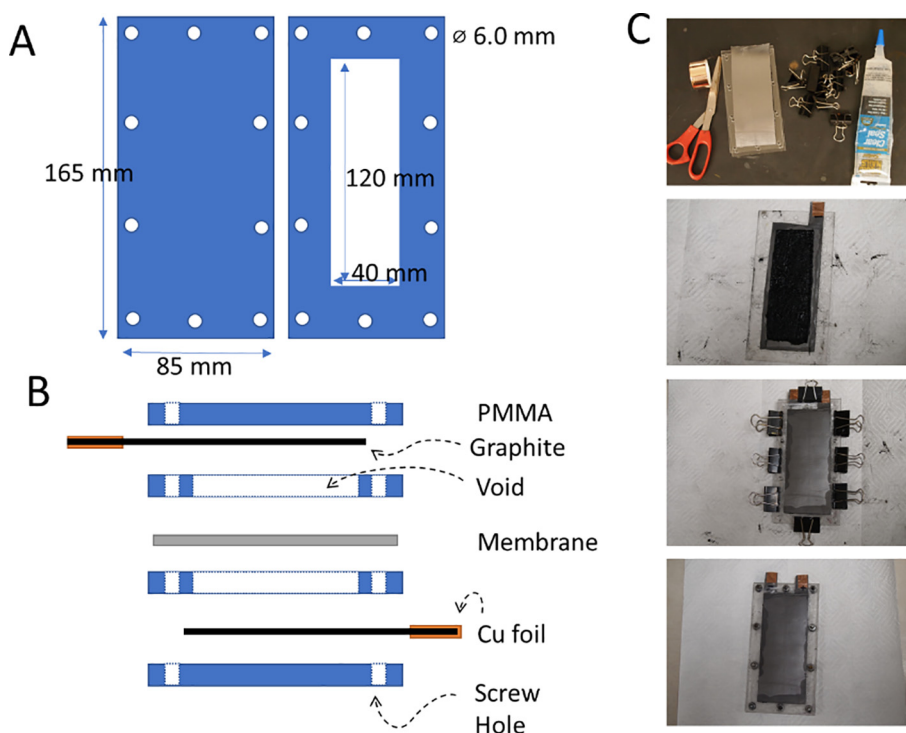 A
⌀ 6.0 mm
165 mm
120 mm
40 mm
85 mm
B
PMMA
Graphite
Void
Membrane
Cu foil
Screw
Hole
C
Clear